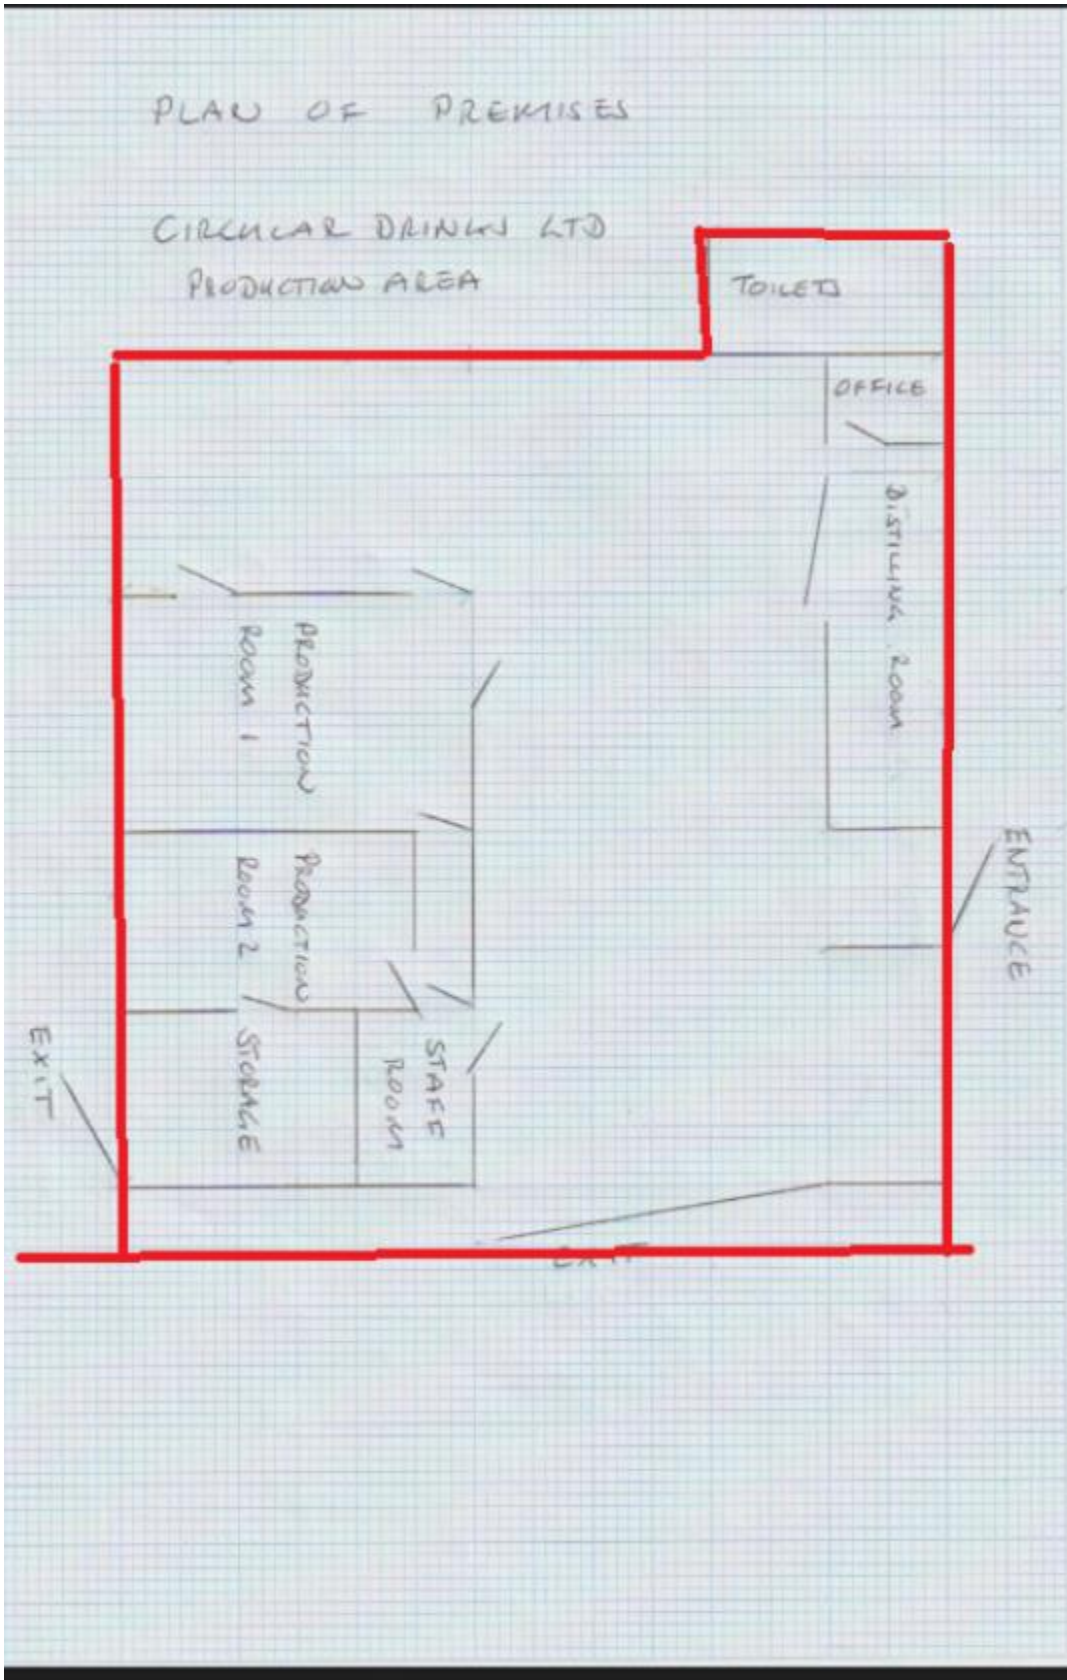 PLAN OF PREMISES
CIRCULAR DRINKS LTD
PRODUCTION AREA
TOILETS
OFFICE
DISTILLING ROOM
PRODUCTION
ROOM 1
ENTRANCE
PRODUCTION
ROOM 2
STAFF
ROOM
STORAGE
EXIT
EXIT